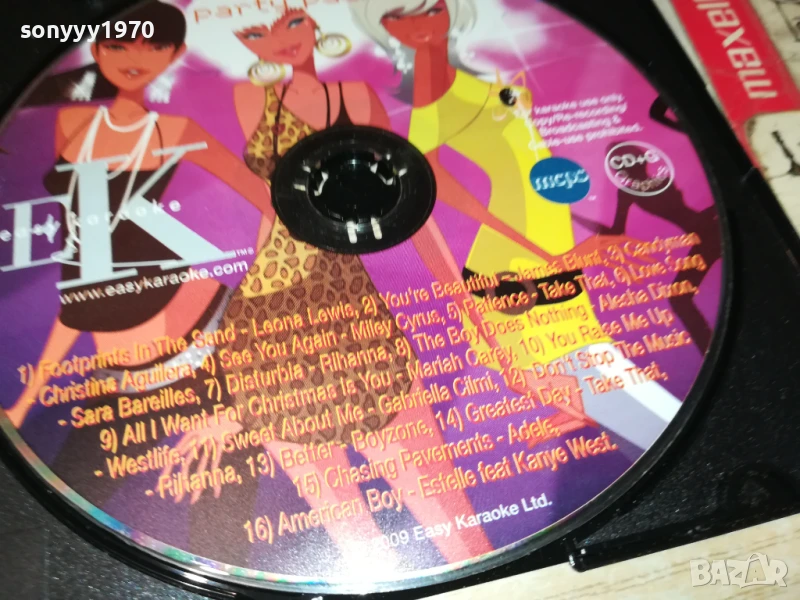 sonyyy1970
party
maxell
For karaoke use only.
Copy/Re-recording/
Broadcasting &
use prohibited.
mcps
CD+G
Graphics
EK
easy karaoke
TM
www.easykaraoke.com
1) Footprints In The Sand - Leona Lewis, 2) You're Beautiful - James Blunt, 3) Candyman
- Christina Aguilera, 4) See You Again - Miley Cyrus, 5) Patience - Take That, 6) Love Song
- Sara Bareilles, 7) Disturbia - Rihanna, 8) The Boy Does Nothing - Alesha Dixon,
9) All I Want For Christmas Is You - Mariah Carey, 10) You Raise Me Up
- Westlife, 11) Sweet About Me - Gabriella Cilmi, 12) Don't Stop The Music
- Rihanna, 13) Better - Boyzone, 14) Greatest Day - Take That,
15) Chasing Pavements - Adele,
16) American Boy - Estelle feat Kanye West.
2009 Easy Karaoke Ltd.
BAZAR